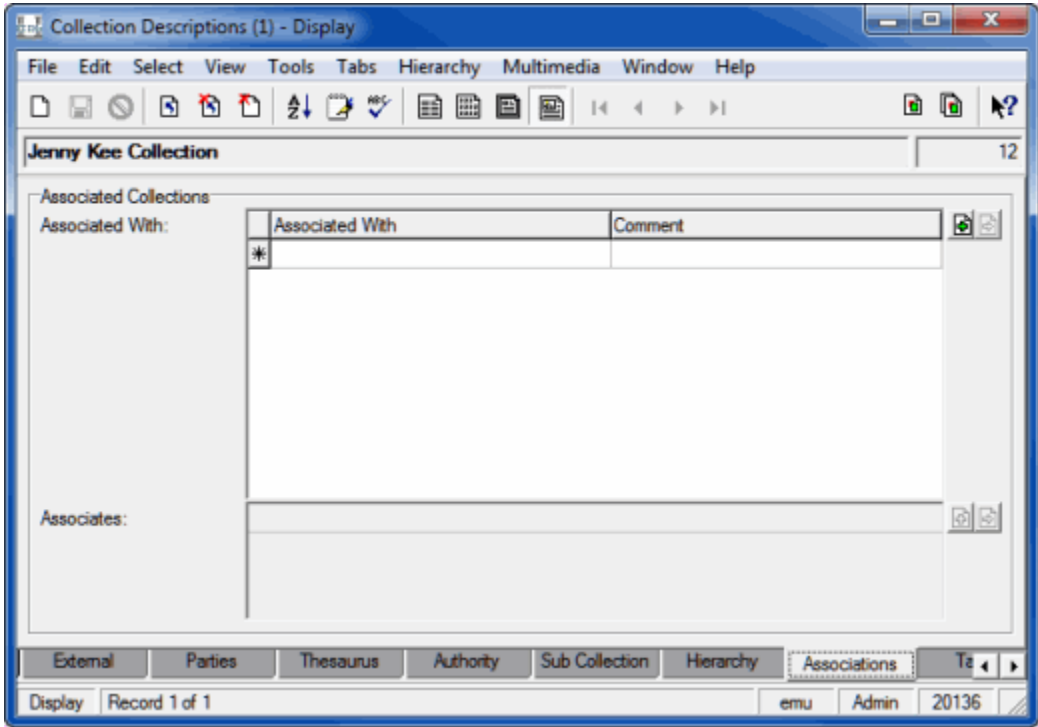 Collection Descriptions (1) - Display
File Edit Select View Tools Tabs Hierarchy Multimedia Window Help
Jenny Kee Collection 12
Associated Collections
Associated With: Associated With Comment
Associates:
External Parties Thesaurus Authority Sub Collection Hierarchy Associations
Display Record 1 of 1 emu Admin 20136